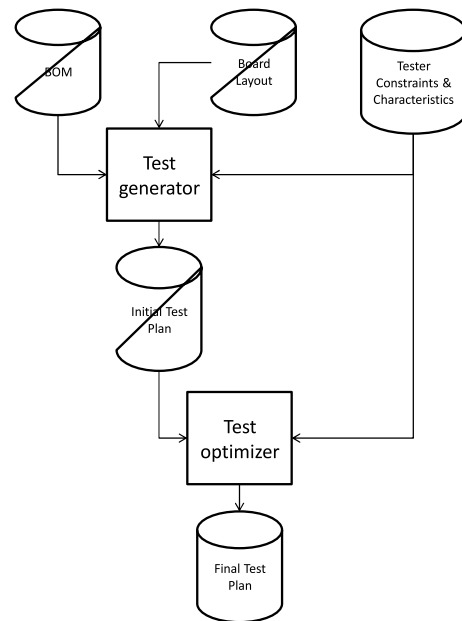 BOM
Board
Layout
Tester
Constraints &
Characteristics
Test
generator
Initial Test
Plan
Test
optimizer
Final Test
Plan